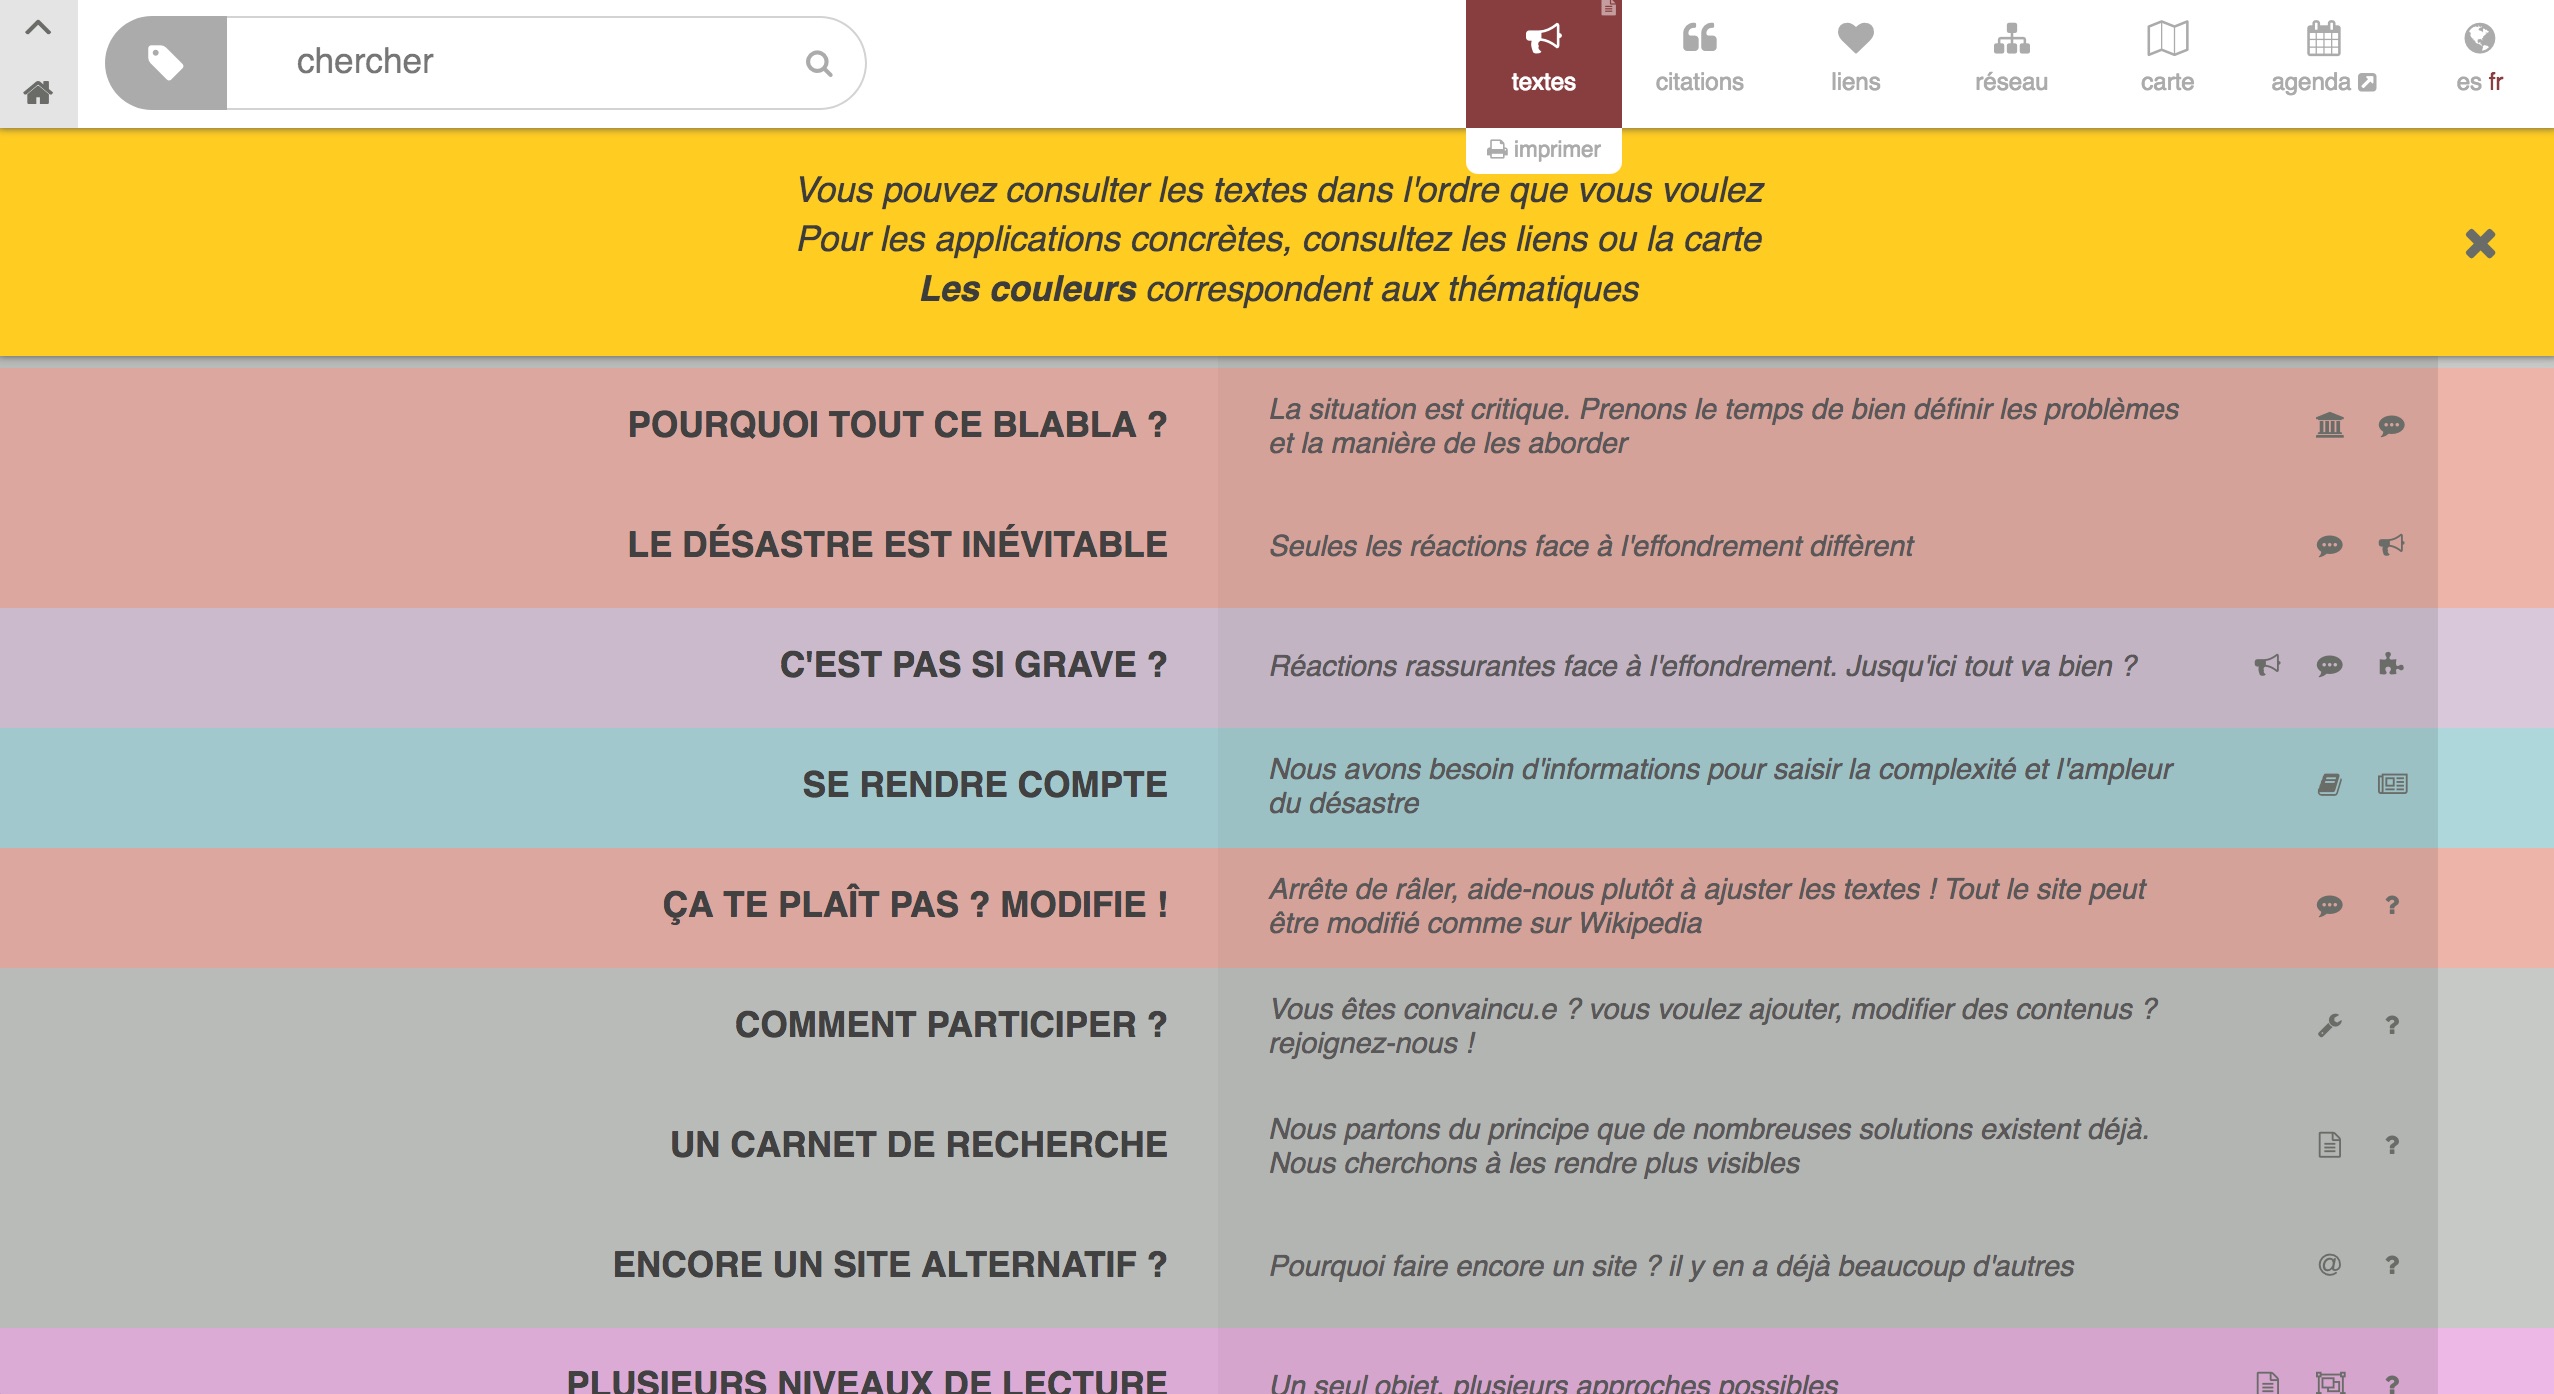 chercher
textes
citations
liens
réseau
carte
agenda
es fr
imprimer
Vous pouvez consulter les textes dans l'ordre que vous voulez
Pour les applications concrètes, consultez les liens ou la carte
Les couleurs correspondent aux thématiques
POURQUOI TOUT CE BLABLA ?
La situation est critique. Prenons le temps de bien définir les problèmes
et la manière de les aborder
LE DÉSASTRE EST INÉVITABLE
Seules les réactions face à l'effondrement diffèrent
C'EST PAS SI GRAVE ?
Réactions rassurantes face à l'effondrement. Jusqu'ici tout va bien ?
SE RENDRE COMPTE
Nous avons besoin d'informations pour saisir la complexité et l'ampleur
du désastre
ÇA TE PLAÎT PAS ? MODIFIE !
Arrête de râler, aide-nous plutôt à ajuster les textes ! Tout le site peut
être modifié comme sur Wikipedia
?
COMMENT PARTICIPER ?
Vous êtes convaincu.e ? vous voulez ajouter, modifier des contenus ?
rejoignez-nous !
?
UN CARNET DE RECHERCHE
Nous partons du principe que de nombreuses solutions existent déjà.
Nous cherchons à les rendre plus visibles
?
ENCORE UN SITE ALTERNATIF ?
Pourquoi faire encore un site ? il y en a déjà beaucoup d'autres
@ ?
PLUSIEURS NIVEAUX DE LECTURE
Un seul objet, plusieurs approches possibles
?